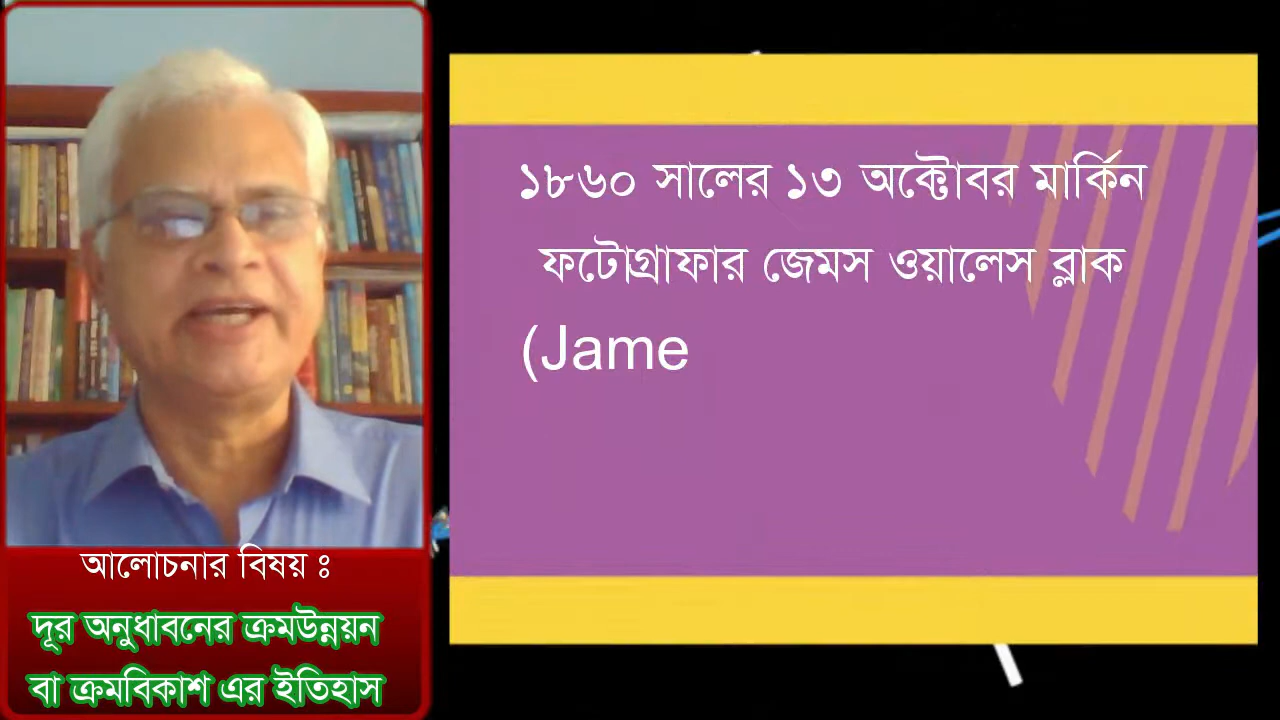 ১৮৬০ সালের ১৩ অক্টোবর মার্কিন
ফটোগ্রাফার জেমস ওয়ালেস ব্লাক
(Jame
আলোচনার বিষয় ঃ
দূর অনুধাবনের ক্রমউন্নয়ন
বা ক্রমবিকাশ এর ইতিহাস